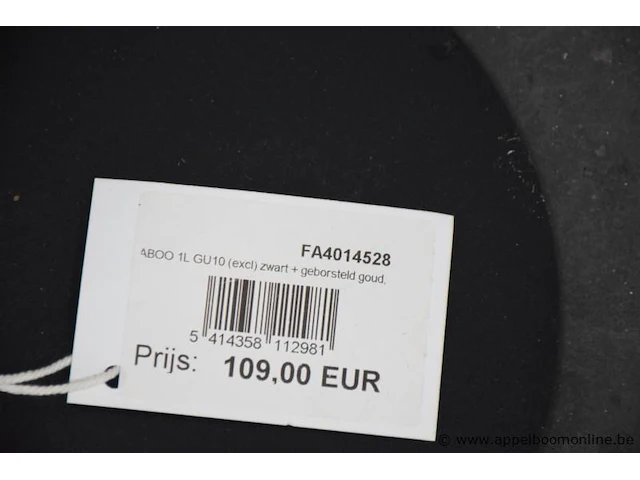 FA4014528
ABOO 1L GU10 (excl) zwart + geborsteld goud,
5 414358 112981
Prijs: 109,00 EUR
© www.appelboomonline.be